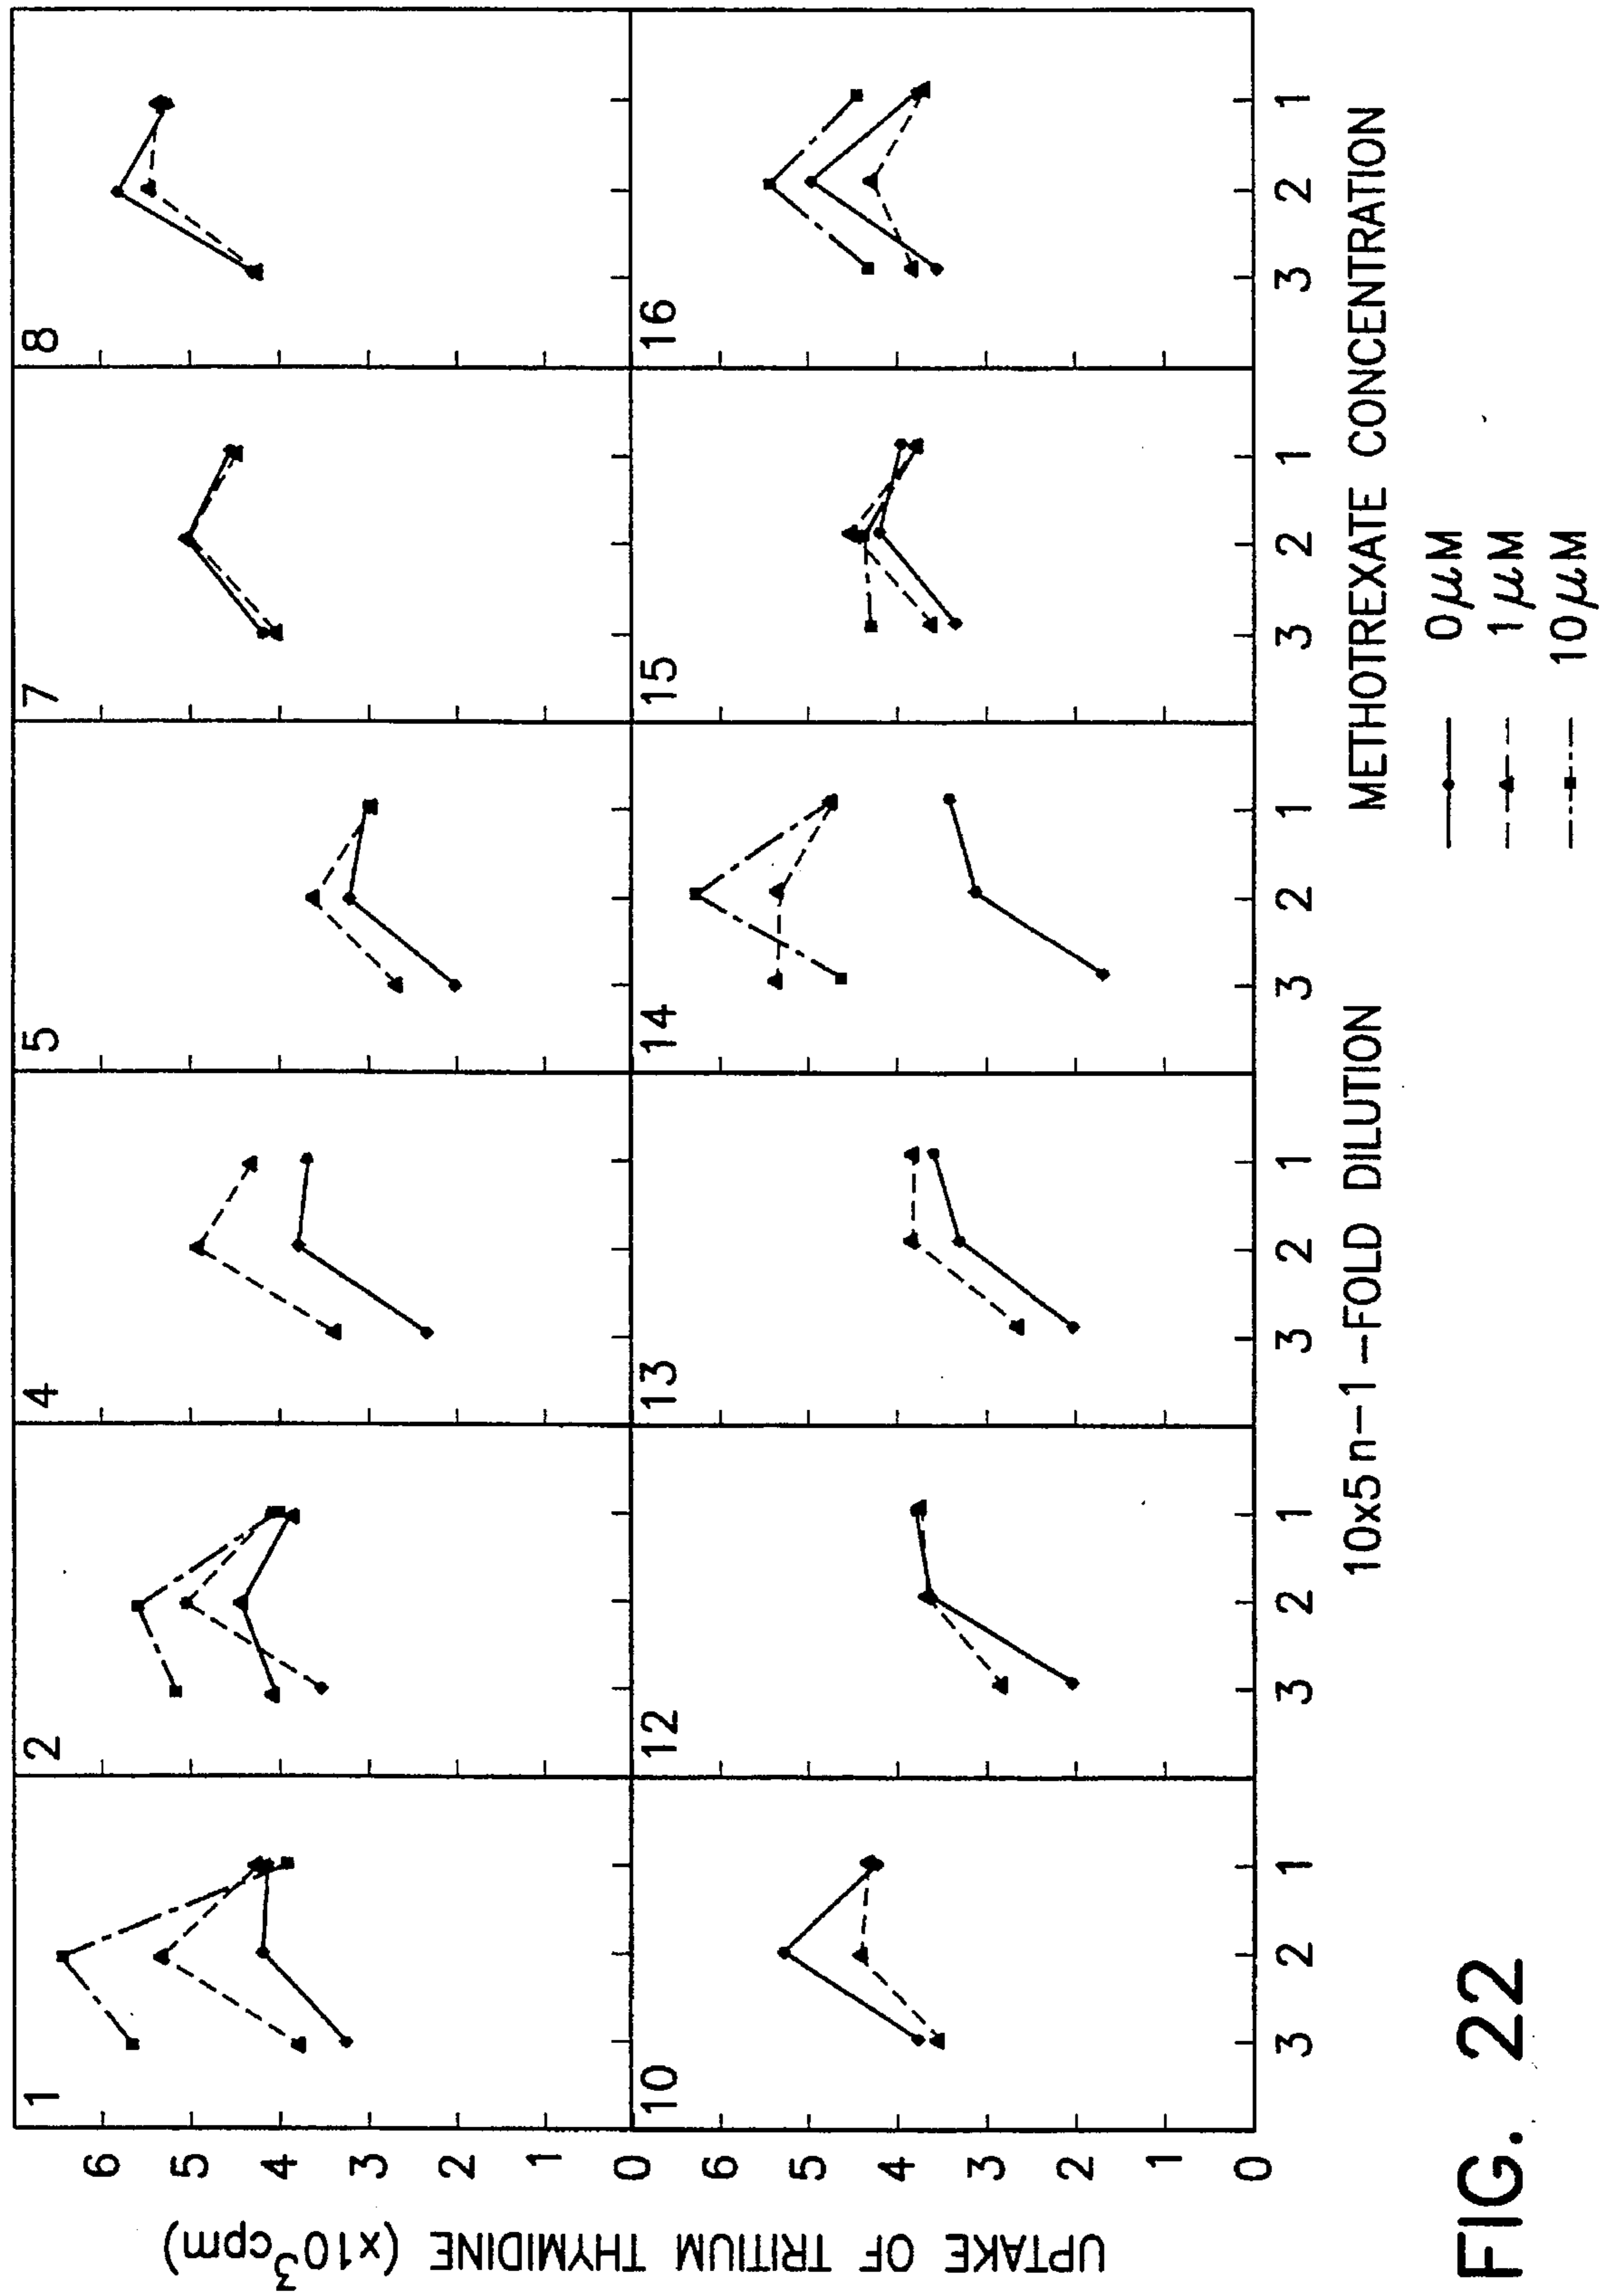 UPTAKE OF TRITIUM THYMIDINE (x10³cpm)
1 2 4 5 7 8
6
5
4
3
2
1
0
10 12 13 14 15 16
6
5
4
3
2
1
0
3 2 1 3 2 1 3 2 1 3 2 1 3 2 1 3 2 1
10x5 n-1-FOLD DILUTION
METHOTREXATE CONCENTRATION
0μM
1μM
10μM
FIG. 22